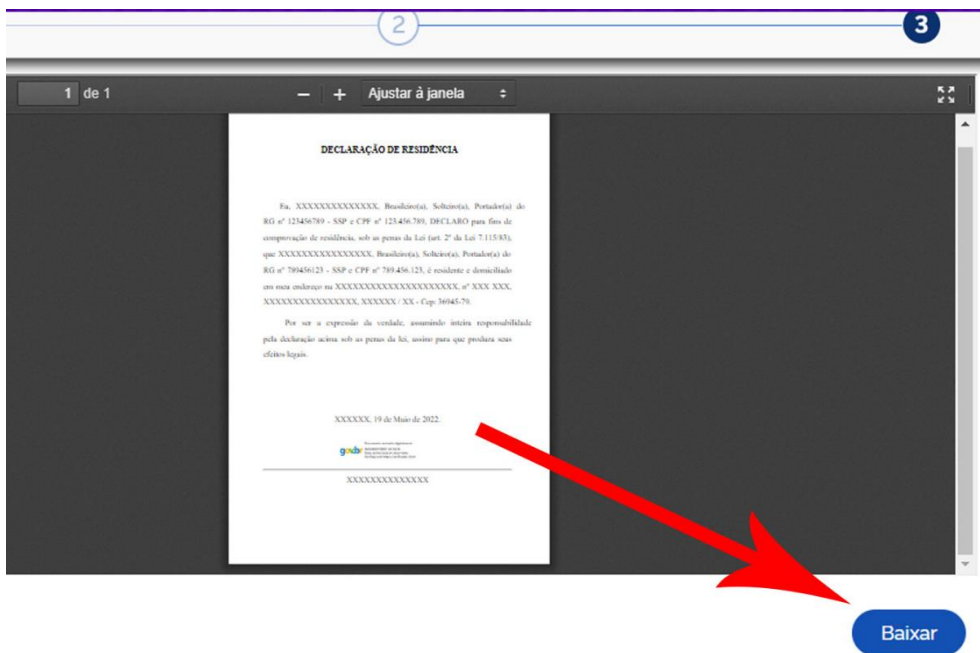 2
3
1 de 1
Ajustar à janela
DECLARAÇÃO DE RESIDÊNCIA
Eu, XXXXXXXXXXXXXX, Brasileiro(a), Solteiro(a), Portador(a) do
RG nº 123456789 - SSP e CPF nº 123.456.789, DECLARO para fins de
comprovação de residência, sob as penas da Lei (art. 2º da Lei 7.115/83),
que XXXXXXXXXXXXXXXX, Brasileiro(a), Solteiro(a), Portador(a) do
RG nº 789456123 - SSP e CPF nº 789.456.123, é residente e domiciliado
em meu endereço na XXXXXXXXXXXXXXXXXXXXX, nº XXX XXX,
XXXXXXXXXXXXXXXX, XXXXXX / XX - Cep: 36945-79.
Por ser a expressão da verdade, assumindo inteira responsabilidade
pela declaração acima sob as penas da lei, assino para que produza seus
efeitos legais.
XXXXXX, 19 de Maio de 2022.
gov.br
XXXXXXXXXXXXXX
Baixar